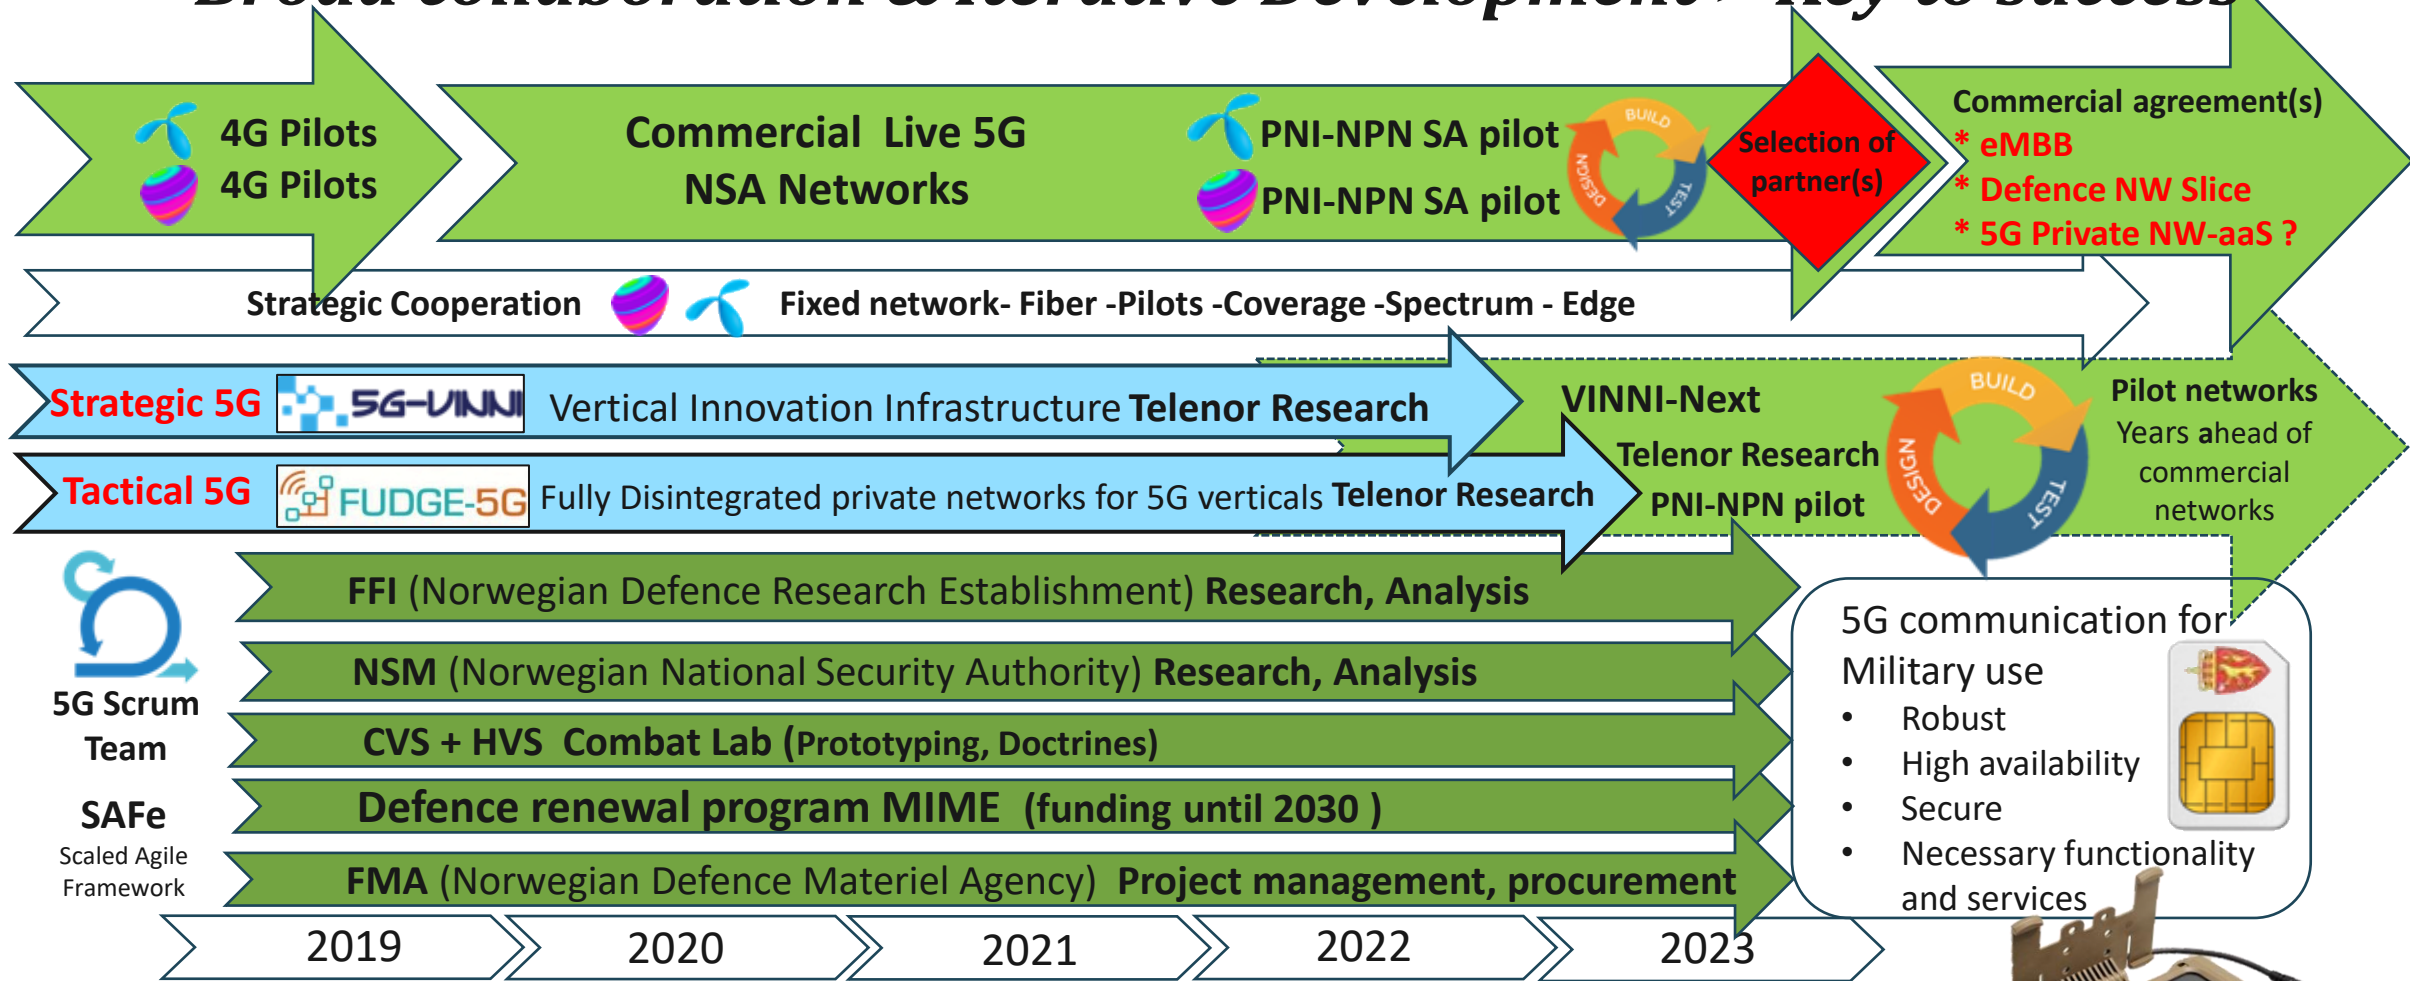 Broad collaboration & Iterative Development > Key to success
4G Pilots
4G Pilots
Commercial Live 5G
NSA Networks
PNI-NPN SA pilot
PNI-NPN SA pilot
BUILD
TEST
DESIGN
Selection of
partner(s)
Commercial agreement(s)
* eMBB
* Defence NW Slice
* 5G Private NW-aaS ?
Strategic Cooperation
Fixed network- Fiber -Pilots -Coverage -Spectrum - Edge
Strategic 5G
5G-VINNI
Vertical Innovation Infrastructure Telenor Research
VINNI-Next
Telenor Research
PNI-NPN pilot
BUILD
TEST
DESIGN
Pilot networks
Years ahead of
commercial
networks
Tactical 5G
FUDGE-5G
Fully Disintegrated private networks for 5G verticals Telenor Research
5G Scrum
Team
SAFe
Scaled Agile
Framework
FFI (Norwegian Defence Research Establishment) Research, Analysis
NSM (Norwegian National Security Authority) Research, Analysis
CVS + HVS Combat Lab (Prototyping, Doctrines)
Defence renewal program MIME (funding until 2030 )
FMA (Norwegian Defence Materiel Agency) Project management, procurement
5G communication for
Military use
• Robust
• High availability
• Secure
• Necessary functionality
and services
2019
2020
2021
2022
2023